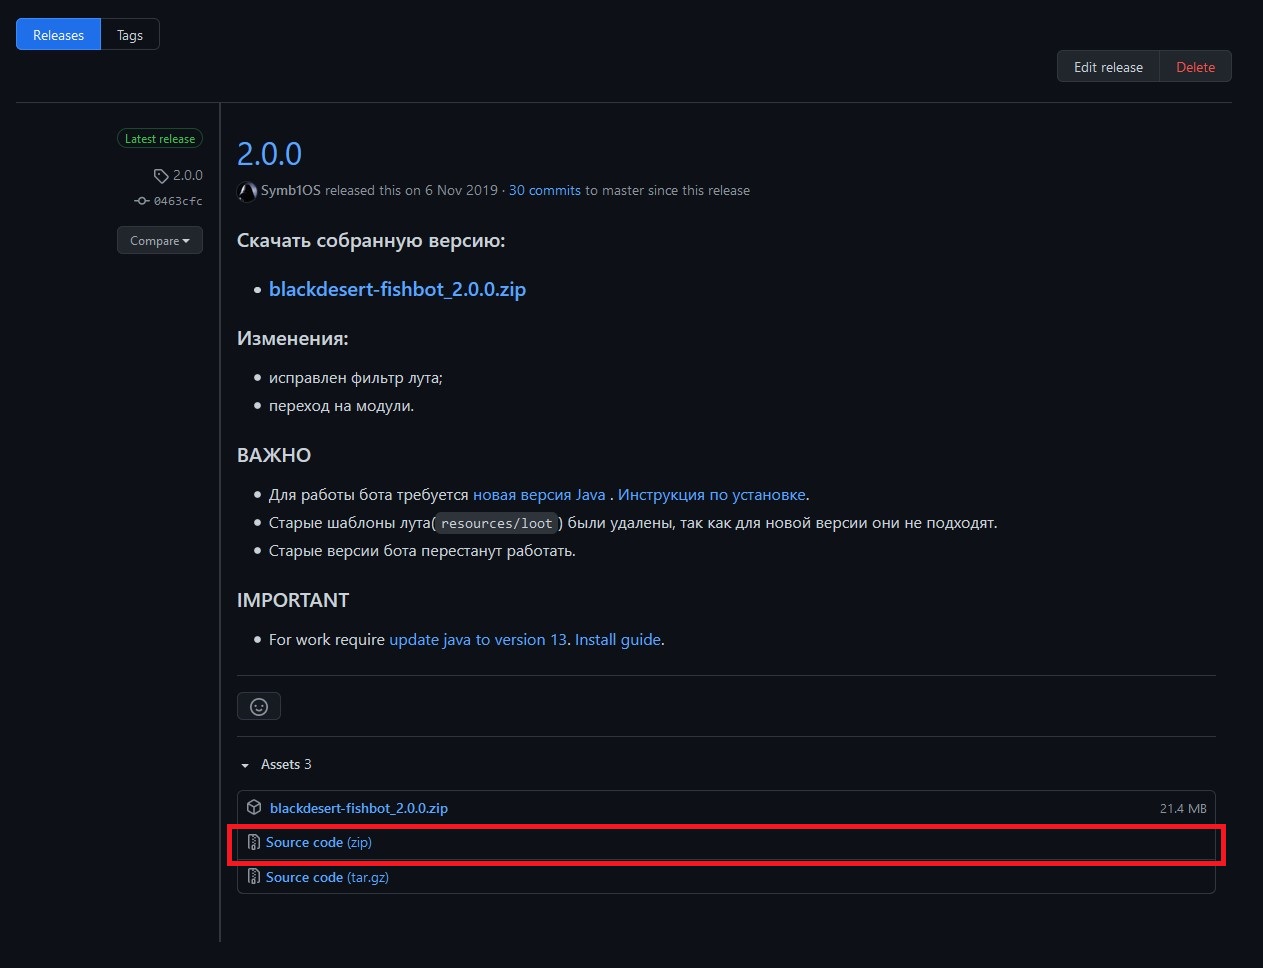 Releases Tags
Edit release Delete
Latest release
2.0.0
0463cfc
Compare
2.0.0
Symb1OS released this on 6 Nov 2019 · 30 commits to master since this release
Скачать собранную версию:
blackdesert-fishbot_2.0.0.zip
Изменения:
исправлен фильтр лута;
переход на модули.
ВАЖНО
Для работы бота требуется новая версия Java . Инструкция по установке.
Старые шаблоны лута(resources/loot) были удалены, так как для новой версии они не подходят.
Старые версии бота перестанут работать.
IMPORTANT
For work require update java to version 13. Install guide.
Assets 3
blackdesert-fishbot_2.0.0.zip 21.4 MB
Source code (zip)
Source code (tar.gz)